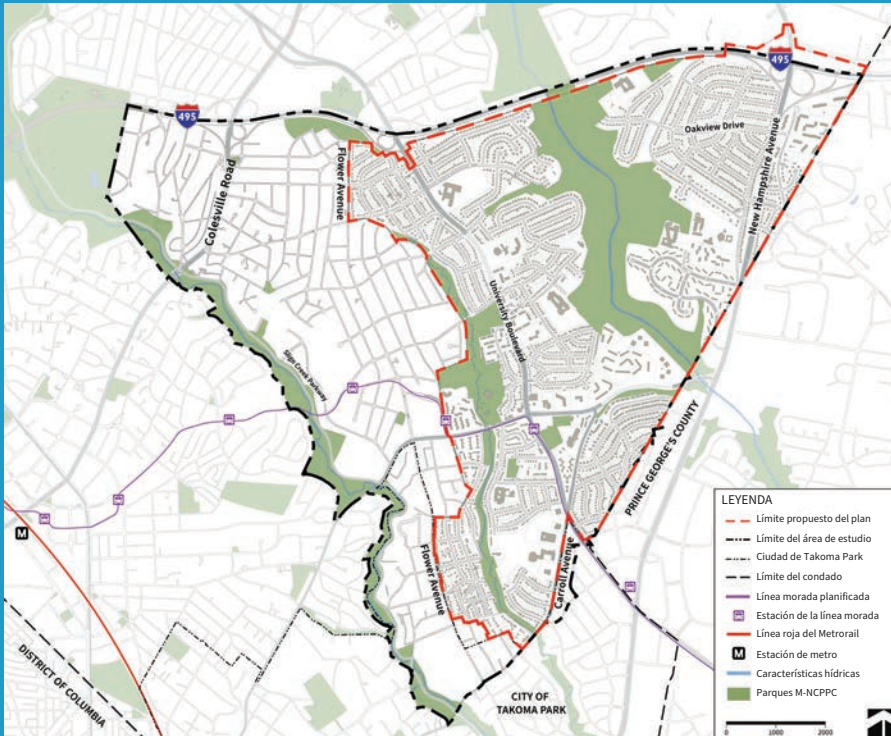 495
495
Oakview Drive
New Hampshire Avenue
Flower Avenue
Colesville Road
University Boulevard
Sligo Creek Parkway
PRINCE GEORGE'S COUNTY
M
Flower Avenue
Carroll Avenue
DISTRICT OF COLUMBIA
CITY OF
TAKOMA PARK
LEYENDA
Límite propuesto del plan
Límite del área de estudio
Ciudad de Takoma Park
Límite del condado
Línea morada planificada
Estación de la línea morada
Línea roja del Metrorail
M Estación de metro
Características hídricas
Parques M-NCPPC
0 1000 2000